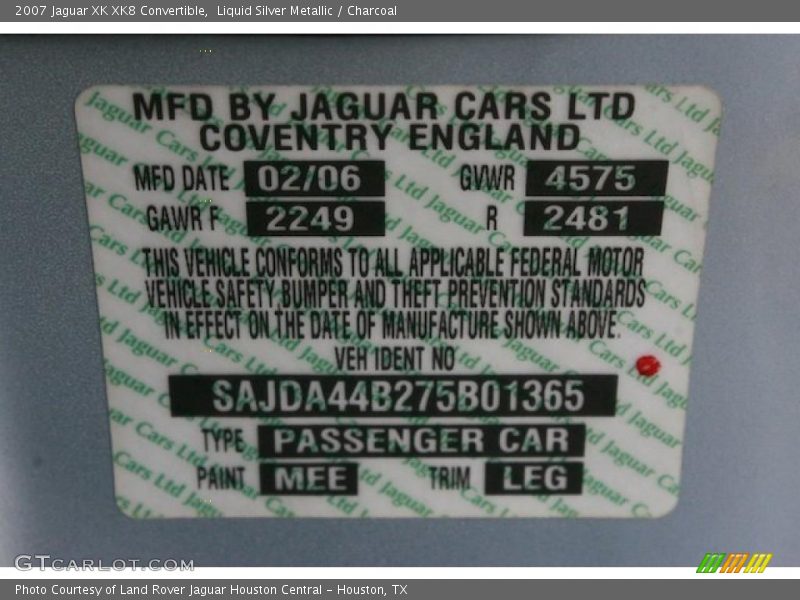 2007 Jaguar XK XK8 Convertible, Liquid Silver Metallic / Charcoal
MFD BY JAGUAR CARS LTD
COVENTRY ENGLAND
MFD DATE 02/06 GVWR 4575
GAWR F 2249 R 2481
THIS VEHICLE CONFORMS TO ALL APPLICABLE FEDERAL MOTOR
VEHICLE SAFETY BUMPER AND THEFT PREVENTION STANDARDS
IN EFFECT ON THE DATE OF MANUFACTURE SHOWN ABOVE.
VEH IDENT NO
SAJDA44B275B01365
TYPE PASSENGER CAR
PAINT MEE TRIM LEG
GTCARLOT.COM
Photo Courtesy of Land Rover Jaguar Houston Central - Houston, TX